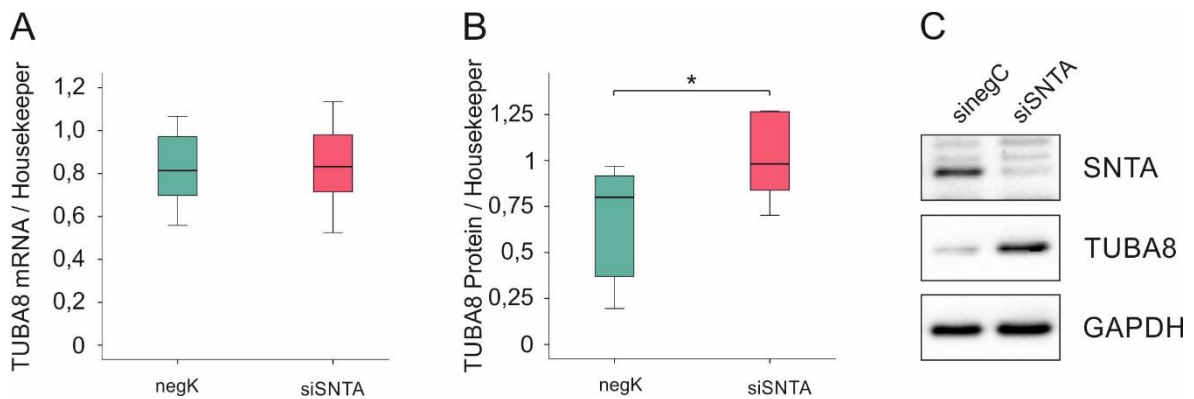 A
TUBA8 mRNA / Housekeeper
1,2
1,0
0,8
0,6
0,4
0,2
0
negK
siSNTA
B
TUBA8 Protein / Housekeeper
*
1,25
1
0,75
0,5
0,25
0
negK
siSNTA
C
sinegC
siSNTA
SNTA
TUBA8
GAPDH